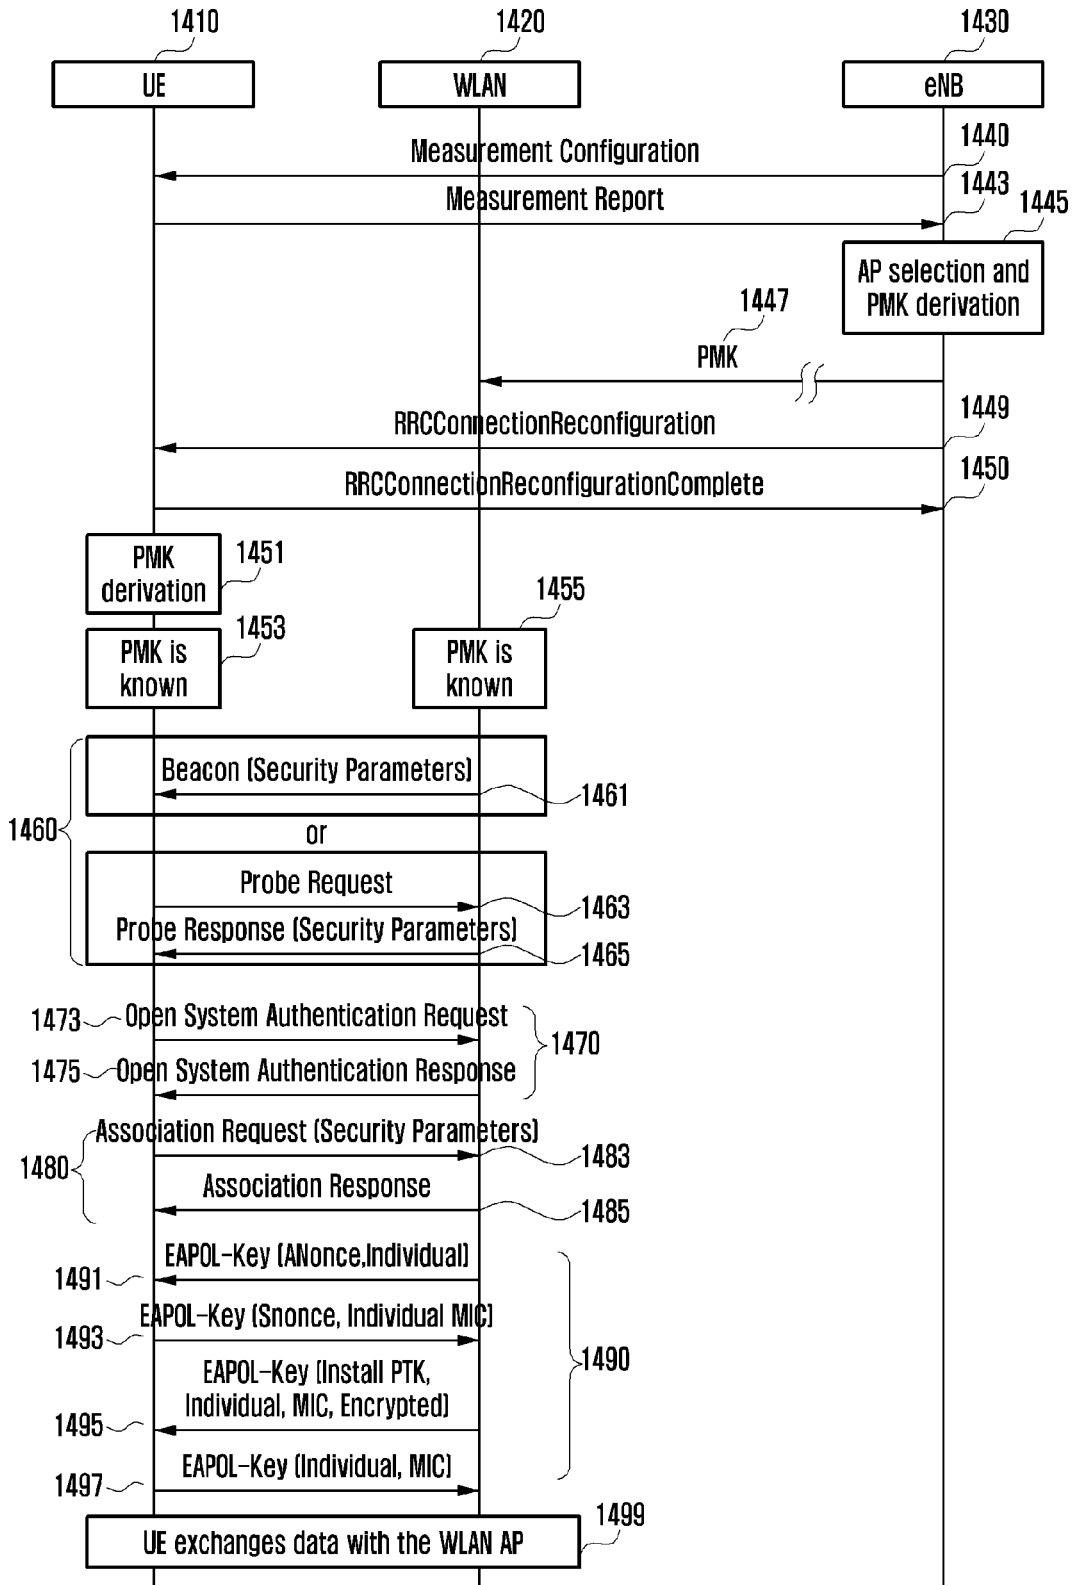 1410
1420
1430
UE
WLAN
eNB
Measurement Configuration
1440
Measurement Report
1443
1445
AP selection and
PMK derivation
1447
PMK
RRCConnectionReconfiguration
1449
RRCConnectionReconfigurationComplete
1450
PMK
derivation
1451
1455
PMK is
known
1453
PMK is
known
1460
Beacon (Security Parameters)
1461
or
Probe Request
1463
Probe Response (Security Parameters)
1465
1473
Open System Authentication Request
1470
1475
Open System Authentication Response
Association Request (Security Parameters)
1483
1480
Association Response
1485
EAPOL-Key (ANonce,Individual)
1491
EAPOL-Key (Snonce, Individual MIC)
1493
1490
EAPOL-Key (Install PTK,
Individual, MIC, Encrypted)
1495
EAPOL-Key (Individual, MIC)
1497
1499
UE exchanges data with the WLAN AP